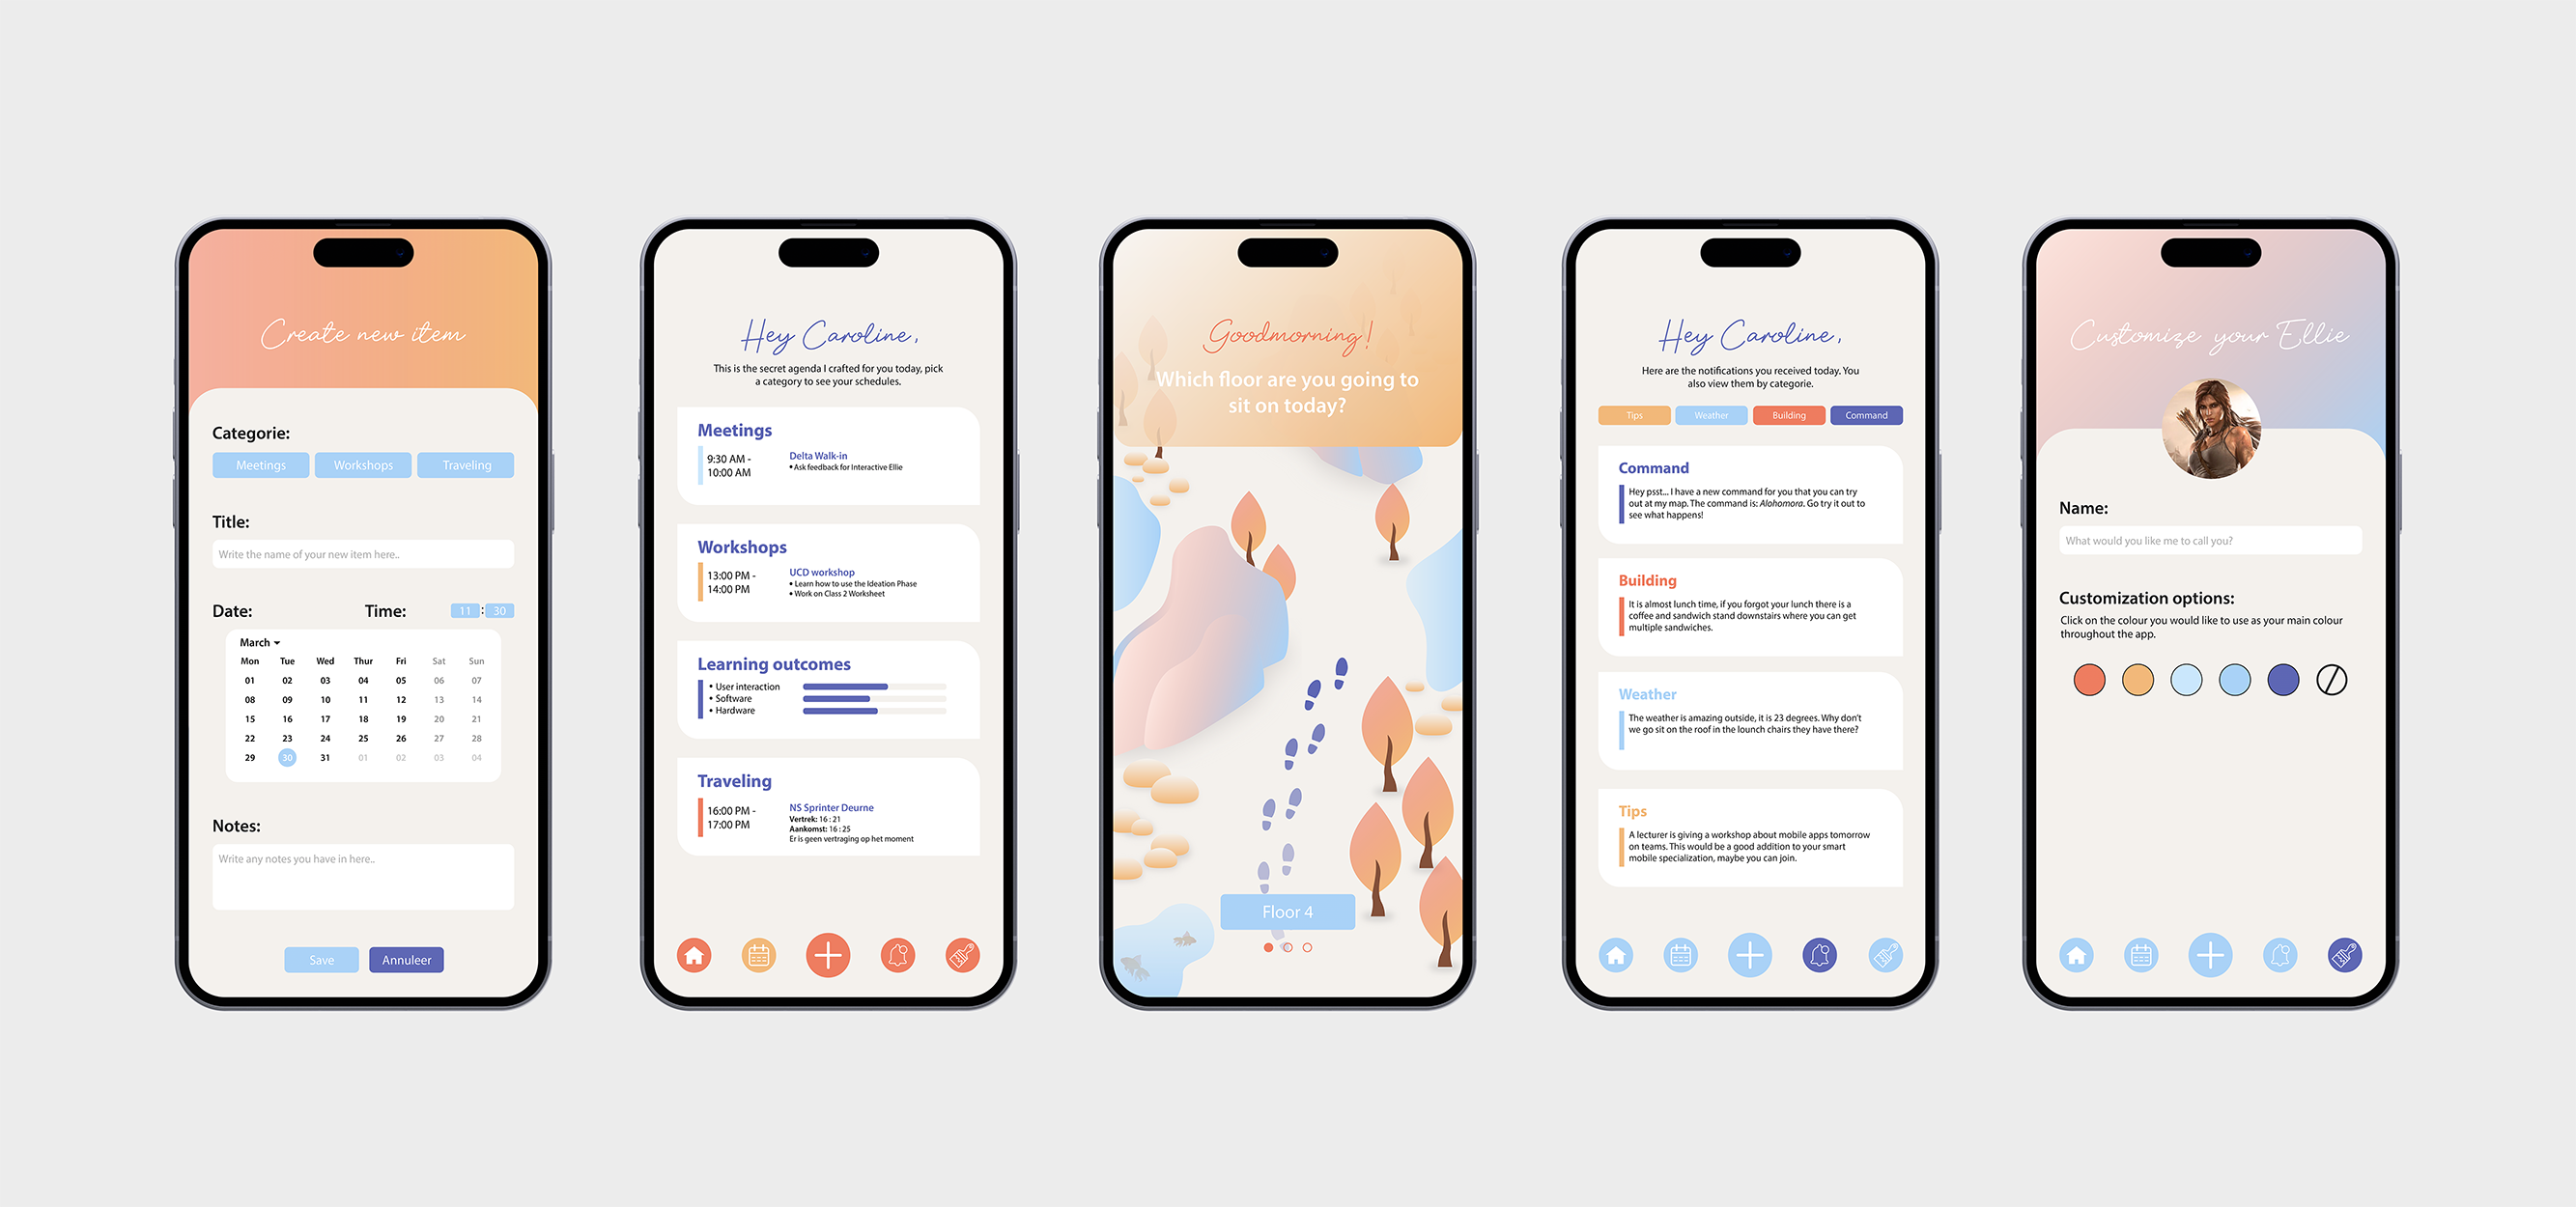 Create new item
Categorie:
Meetings
Workshops
Traveling
Title:
Write the name of your new item here..
Date:
Time:
11 : 30
March
Mon Tue Wed Thur Fri Sat Sun
01 02 03 04 05 06 07
08 09 10 11 12 13 14
15 16 17 18 19 20 21
22 23 24 25 26 27 28
29 30 31 01 02 03 04
Notes:
Write any notes you have in here..
Save
Annuleer
Hey Caroline,
This is the secret agenda I crafted for you today, pick
a category to see your schedules.
Meetings
9:30 AM -
10:00 AM
Delta Walk-in
• Ask feedback for Interactive Ellie
Workshops
13:00 PM -
14:00 PM
UCD workshop
• Learn how to use the Ideation Phase
• Work on Class 2 Worksheet
Learning outcomes
• User interaction
• Software
• Hardware
Traveling
16:00 PM -
17:00 PM
NS Sprinter Deurne
Vertrek: 16 : 21
Aankomst: 16 : 25
Er is geen vertraging op het moment
Goodmorning!
Which floor are you going to
sit on today?
Floor 4
Hey Caroline,
Here are the notifications you received today. You
also view them by categorie.
Tips
Weather
Building
Command
Command
Hey psst... I have a new command for you that you can try
out at my map. The command is: Alohomora. Go try it out to
see what happens!
Building
It is almost lunch time, if you forgot your lunch there is a
coffee and sandwich stand downstairs where you can get
multiple sandwiches.
Weather
The weather is amazing outside, it is 23 degrees. Why don't
we go sit on the roof in the lounch chairs they have there?
Tips
A lecturer is giving a workshop about mobile apps tomorrow
on teams. This would be a good addition to your smart
mobile specialization, maybe you can join.
Customize your Ellie
Name:
What would you like me to call you?
Customization options:
Click on the colour you would like to use as your main colour
throughout the app.